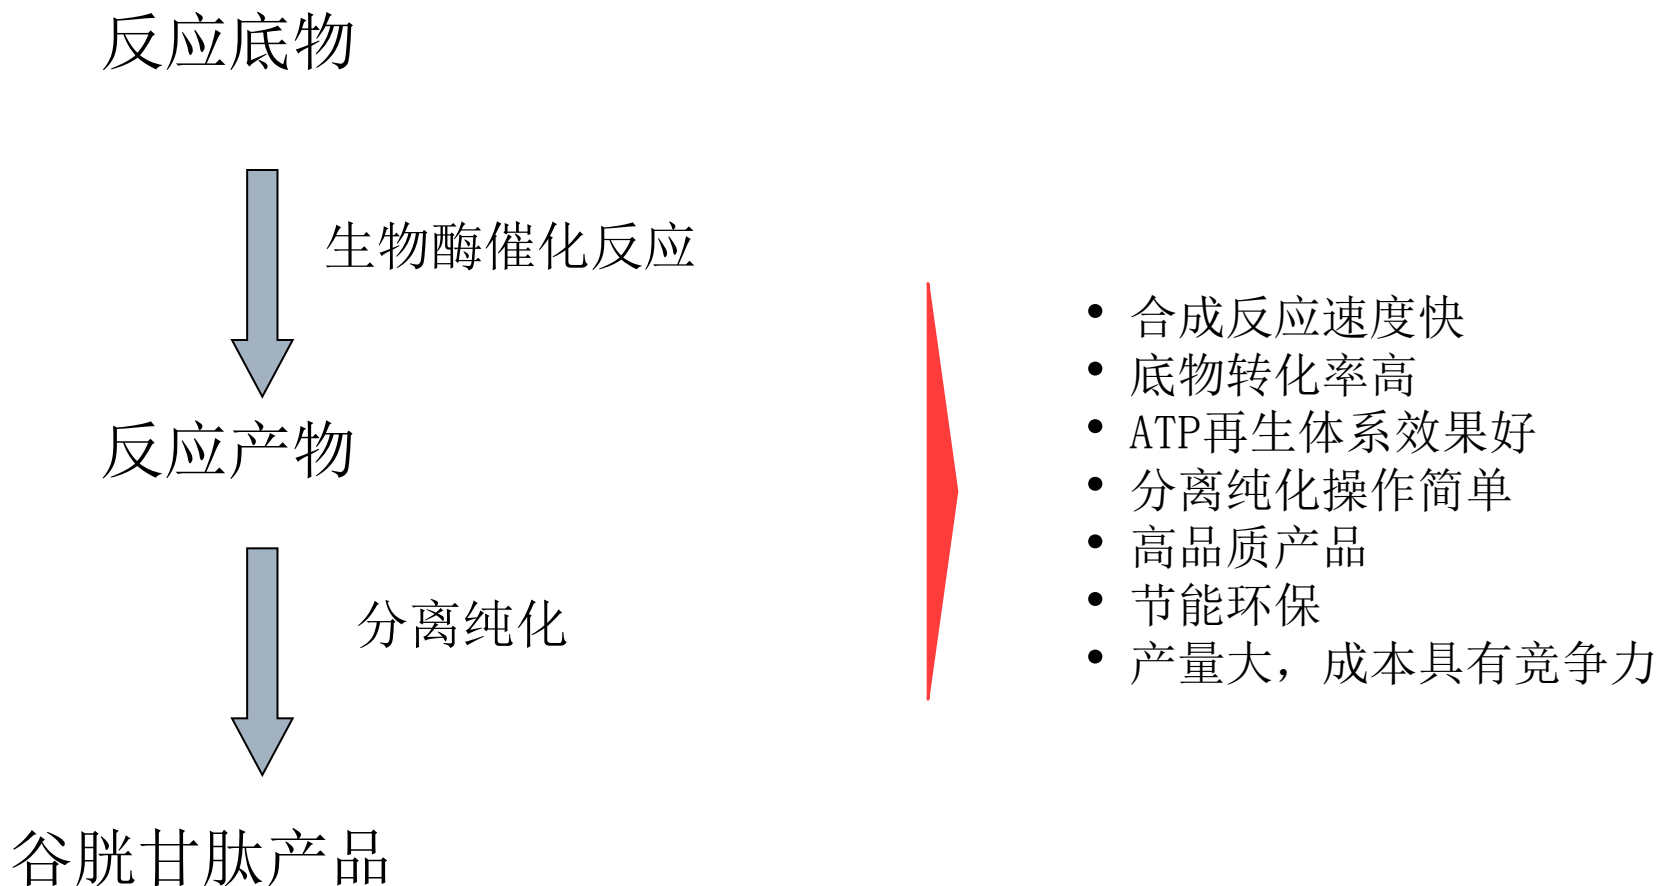 反应底物
生物酶催化反应
反应产物
分离纯化
谷胱甘肽产品
• 合成反应速度快
• 底物转化率高
• ATP再生体系效果好
• 分离纯化操作简单
• 高品质产品
• 节能环保
• 产量大，成本具有竞争力